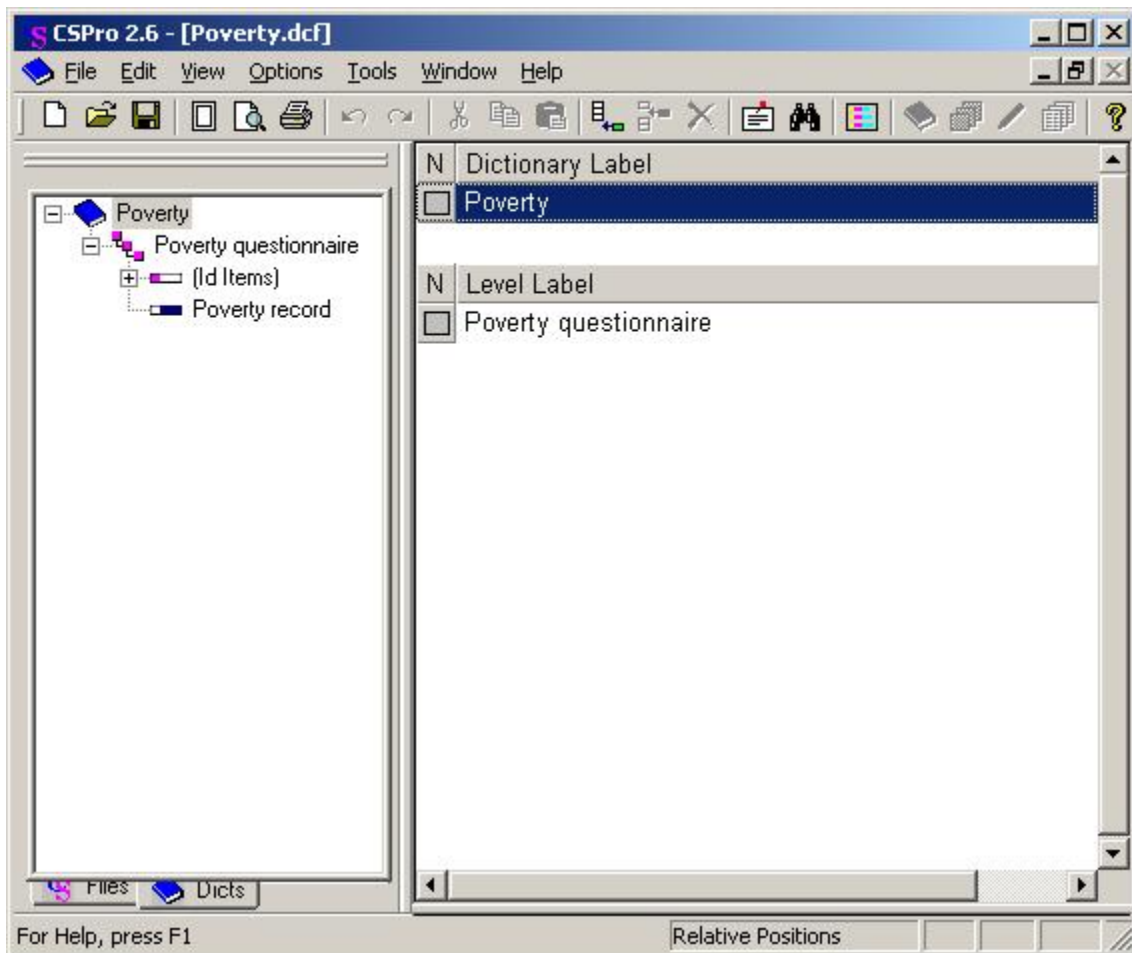 CSPro 2.6 - [Poverty.dcf]
File Edit View Options Tools Window Help
Poverty
Poverty questionnaire
(Id Items)
Poverty record
Files Dicts
N Dictionary Label
Poverty
N Level Label
Poverty questionnaire
For Help, press F1
Relative Positions